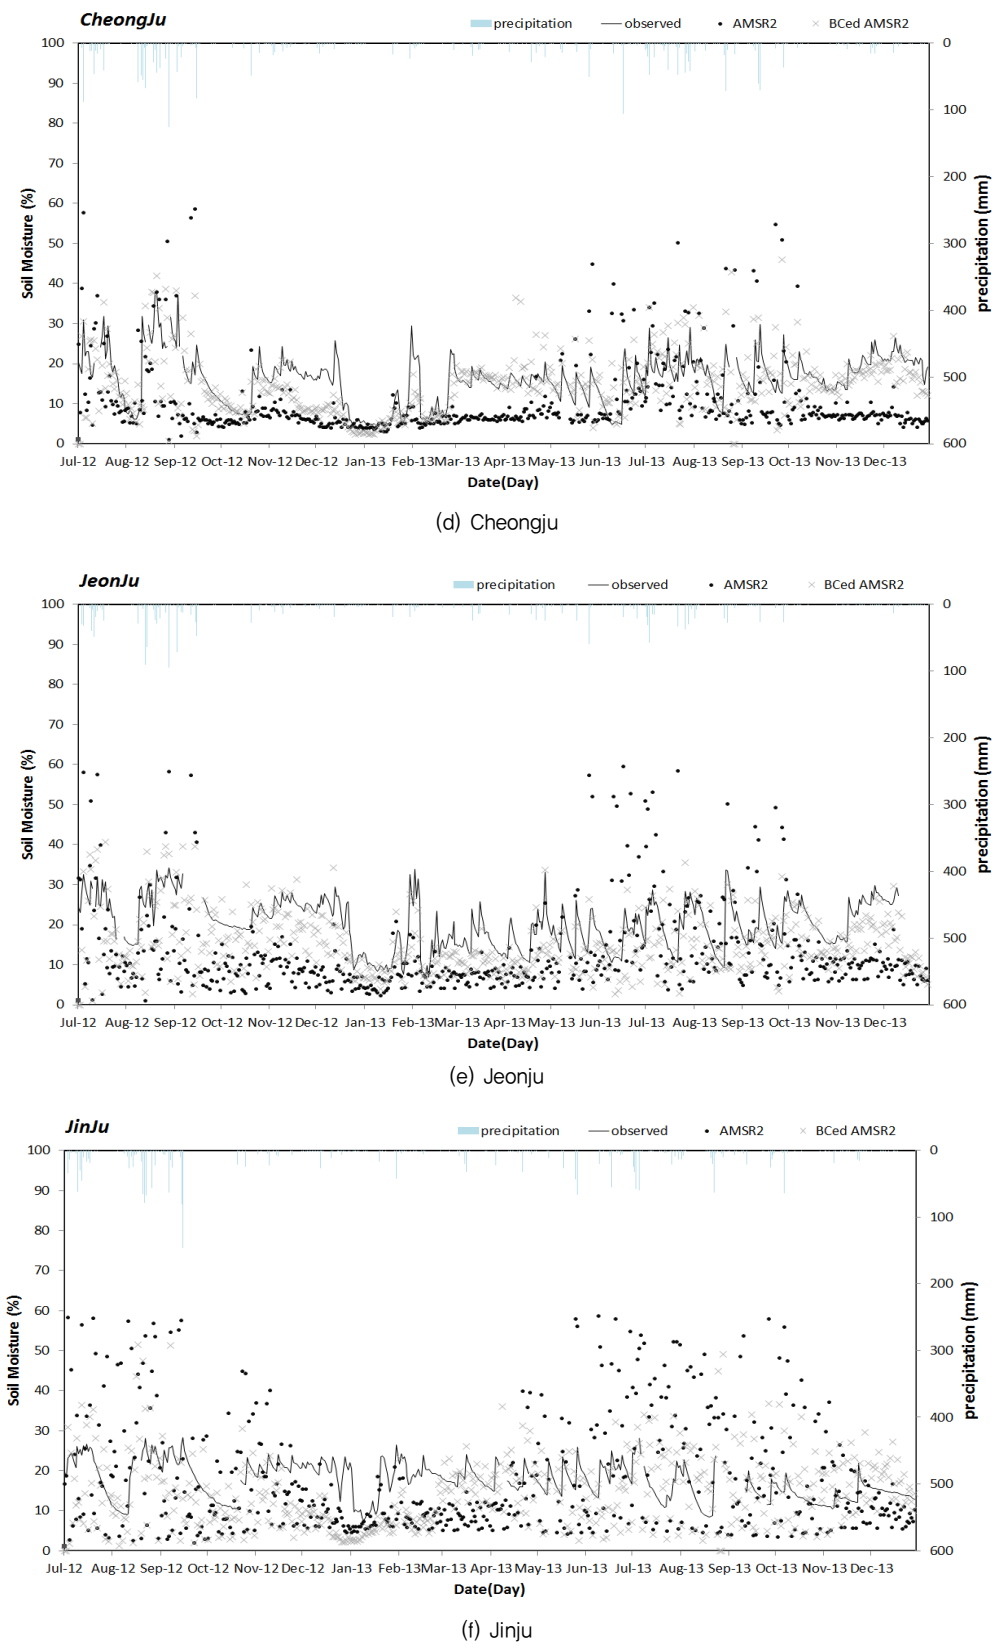 CheongJu
precipitation observed AMSR2 BCed AMSR2
100 0
90
80 100
70
60 200
50 300
40 400
30
20 500
10
0 600
Soil Moisture (%)
precipitation (mm)
Jul-12 Aug-12 Sep-12 Oct-12 Nov-12 Dec-12 Jan-13 Feb-13 Mar-13 Apr-13 May-13 Jun-13 Jul-13 Aug-13 Sep-13 Oct-13 Nov-13 Dec-13
Date(Day)
(d) Cheongju
JeonJu
precipitation observed AMSR2 BCed AMSR2
100 0
90
80 100
70
60 200
50 300
40 400
30
20 500
10
0 600
Soil Moisture (%)
precipitation (mm)
Jul-12 Aug-12 Sep-12 Oct-12 Nov-12 Dec-12 Jan-13 Feb-13 Mar-13 Apr-13 May-13 Jun-13 Jul-13 Aug-13 Sep-13 Oct-13 Nov-13 Dec-13
Date(Day)
(e) Jeonju
JinJu
precipitation observed AMSR2 BCed AMSR2
100 0
90
80 100
70
60 200
50 300
40 400
30
20 500
10
0 600
Soil Moisture (%)
precipitation (mm)
Jul-12 Aug-12 Sep-12 Oct-12 Nov-12 Dec-12 Jan-13 Feb-13 Mar-13 Apr-13 May-13 Jun-13 Jul-13 Aug-13 Sep-13 Oct-13 Nov-13 Dec-13
Date(Day)
(f) Jinju